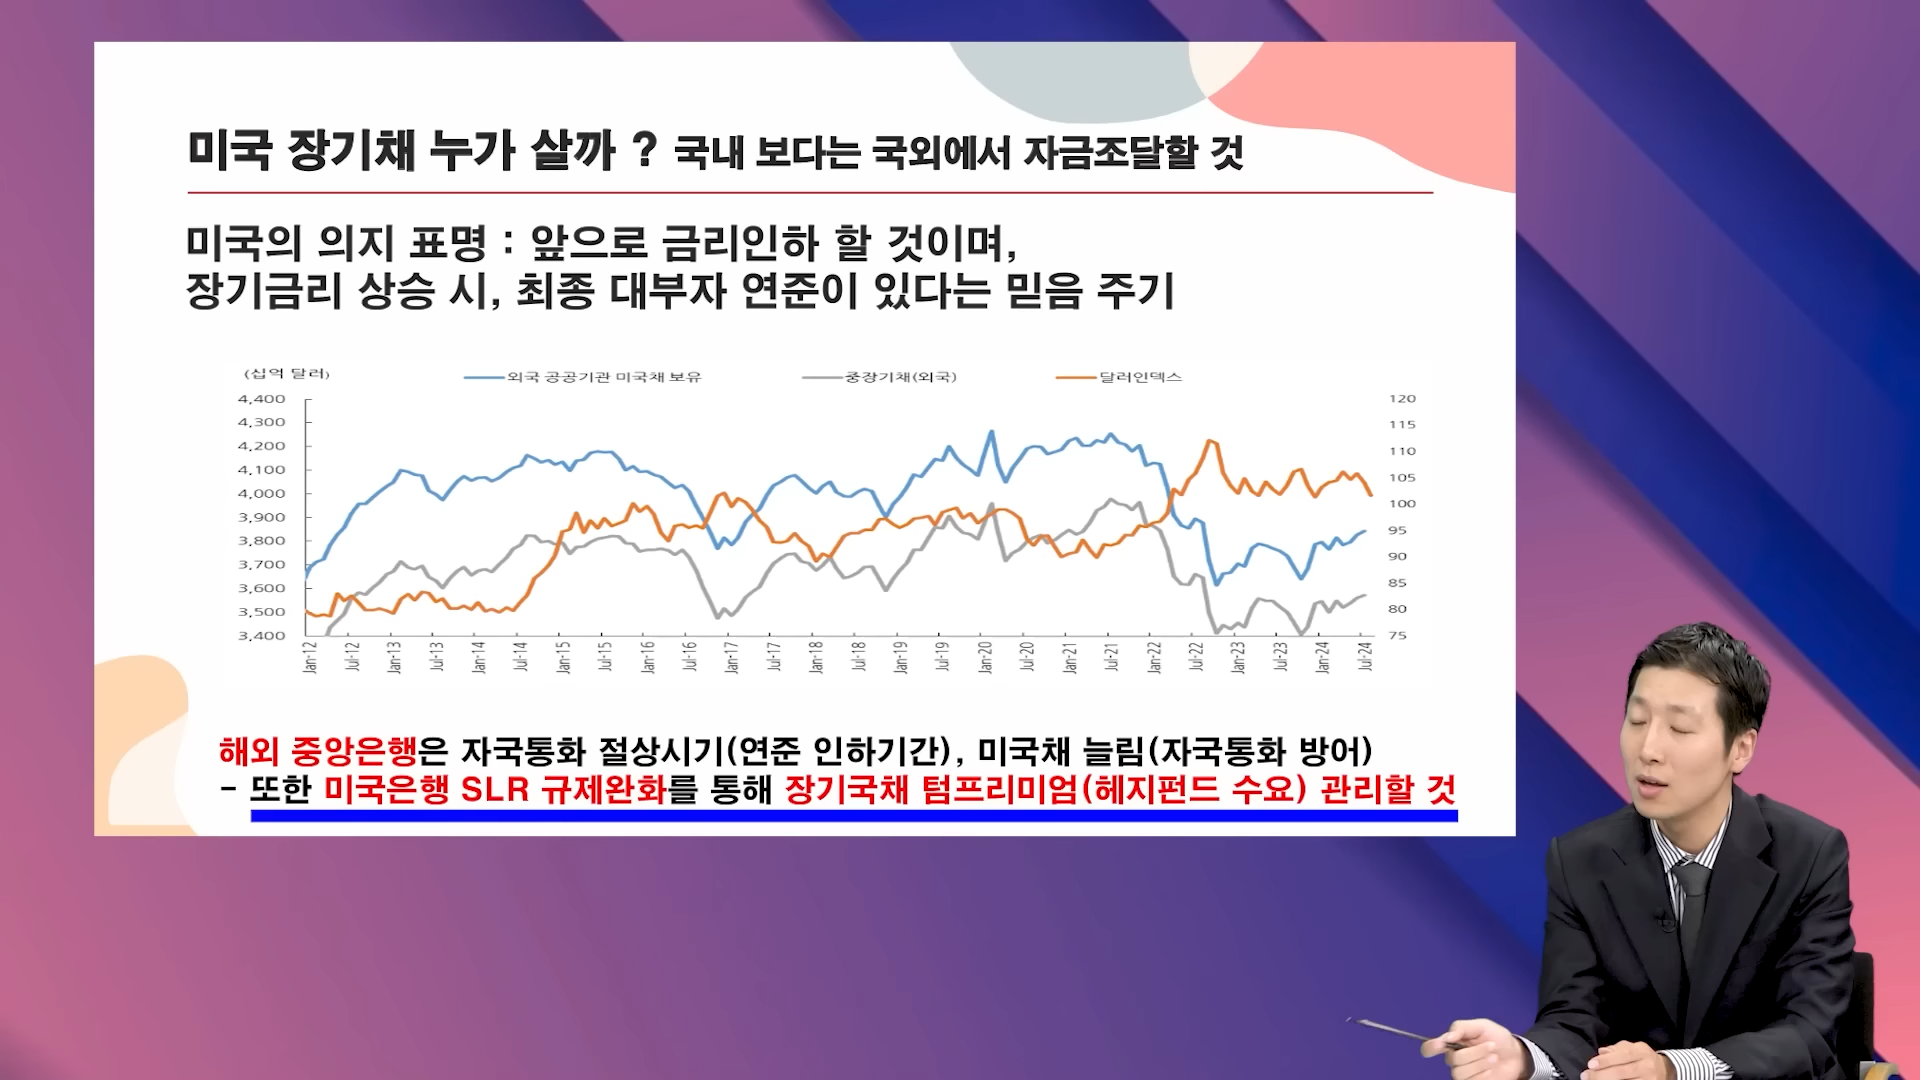 미국 장기채 누가 살까 ? 국내 보다는 국외에서 자금조달할 것
미국의 의지 표명 : 앞으로 금리인하 할 것이며,
장기금리 상승 시, 최종 대부자 연준이 있다는 믿음 주기
(십억 달러)
외국 공공기관 미국채 보유
중장기채(외국)
달러인덱스
4,400
4,300
4,200
4,100
4,000
3,900
3,800
3,700
3,600
3,500
3,400
120
115
110
105
100
95
90
85
80
75
Jan-12
Jul-12
Jan-13
Jul-13
Jan-14
Jul-14
Jan-15
Jul-15
Jan-16
Jul-16
Jan-17
Jul-17
Jan-18
Jul-18
Jan-19
Jul-19
Jan-20
Jul-20
Jan-21
Jul-21
Jan-22
Jul-22
Jan-23
Jul-23
Jan-24
Jul-24
해외 중앙은행은 자국통화 절상시기(연준 인하기간), 미국채 늘림(자국통화 방어)
- 또한 미국은행 SLR 규제완화를 통해 장기국채 텀프리미엄(헤지펀드 수요) 관리할 것